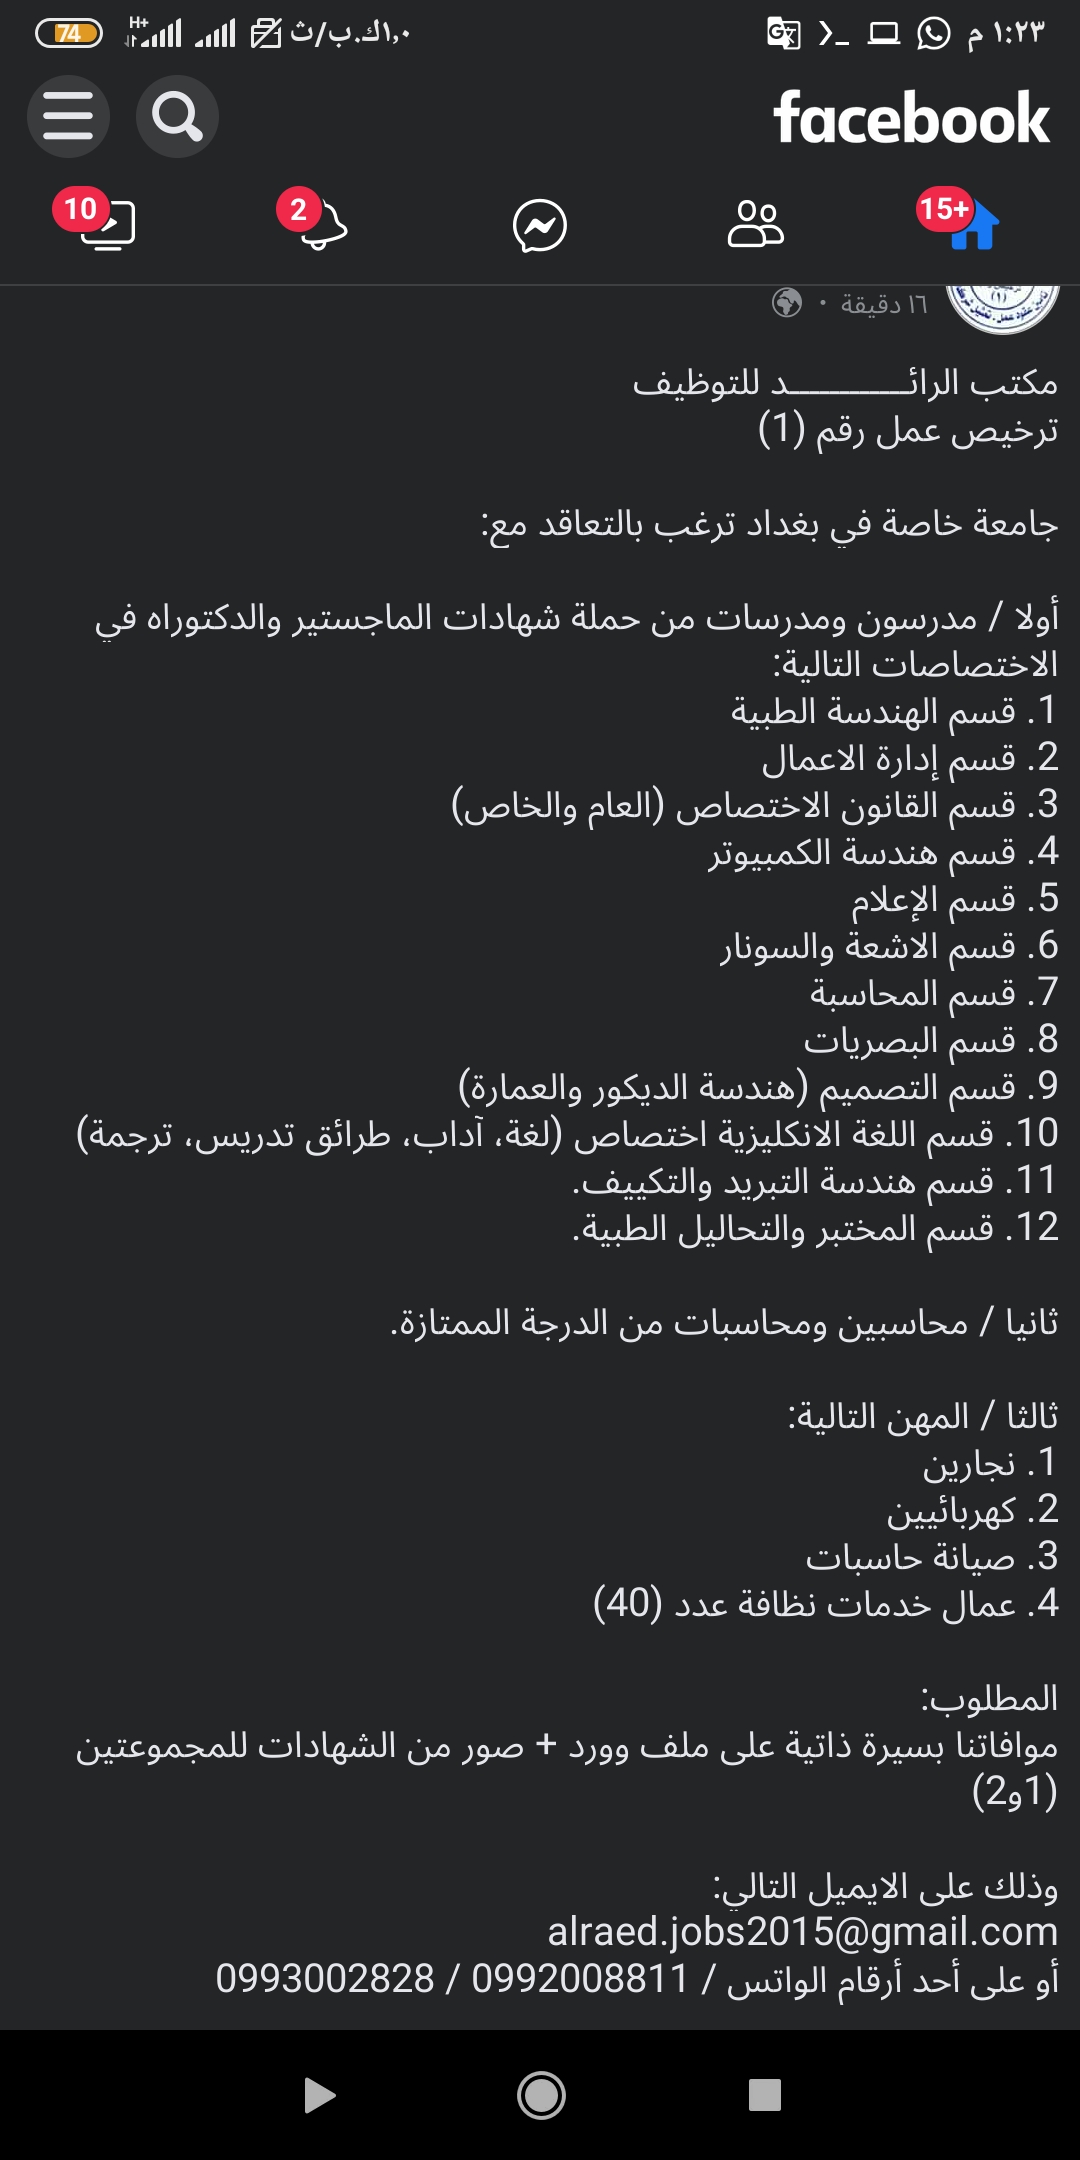 74
H+
١,٠ك.ب/ث
١:٢٣ م
facebook
10
2
15+
١٦ دقيقة
(١)
مكتب الرائـــــــــــد للتوظيف
ترخيص عمل رقم (1)
جامعة خاصة في بغداد ترغب بالتعاقد مع:
أولا / مدرسون ومدرسات من حملة شهادات الماجستير والدكتوراه في
الاختصاصات التالية:
1. قسم الهندسة الطبية
2. قسم إدارة الاعمال
3. قسم القانون الاختصاص (العام والخاص)
4. قسم هندسة الكمبيوتر
5. قسم الإعلام
6. قسم الاشعة والسونار
7. قسم المحاسبة
8. قسم البصريات
9. قسم التصميم (هندسة الديكور والعمارة)
10. قسم اللغة الانكليزية اختصاص (لغة، آداب، طرائق تدريس، ترجمة)
11. قسم هندسة التبريد والتكييف.
12. قسم المختبر والتحاليل الطبية.
ثانيا / محاسبين ومحاسبات من الدرجة الممتازة.
ثالثا / المهن التالية:
1. نجارين
2. كهربائيين
3. صيانة حاسبات
4. عمال خدمات نظافة عدد (40)
المطلوب:
موافاتنا بسيرة ذاتية على ملف وورد + صور من الشهادات للمجموعتين
(1و2)
وذلك على الايميل التالي:
alraed.jobs2015@gmail.com
أو على أحد أرقام الواتس / 0992008811 / 0993002828